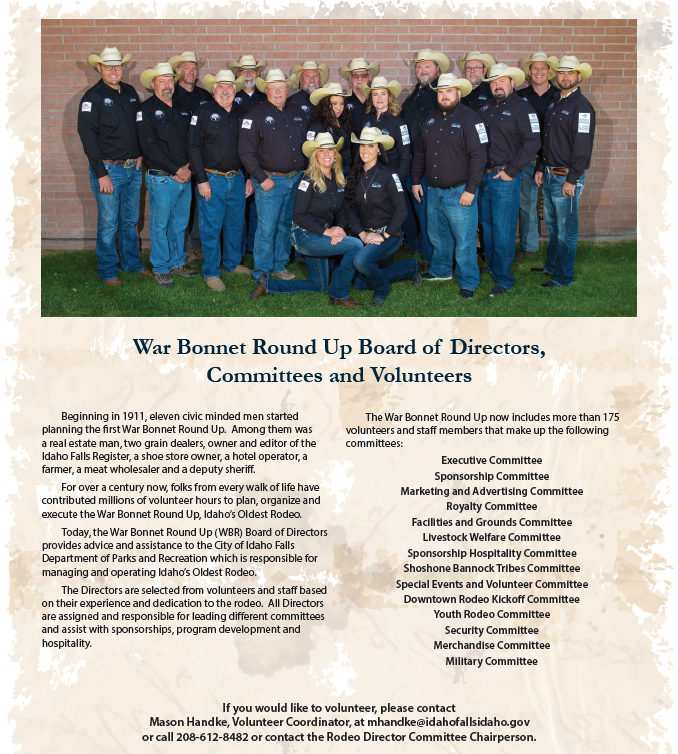 War Bonnet Round Up Board of Directors,
Committees and Volunteers
Beginning in 1911, eleven civic minded men started
planning the first War Bonnet Round Up. Among them was
a real estate man, two grain dealers, owner and editor of the
Idaho Falls Register, a shoe store owner, a hotel operator, a
farmer, a meat wholesaler and a deputy sheriff.
For over a century now, folks from every walk of life have
contributed millions of volunteer hours to plan, organize and
execute the War Bonnet Round Up, Idaho's Oldest Rodeo.
Today, the War Bonnet Round Up (WBR) Board of Directors
provides advice and assistance to the City of Idaho Falls
Department of Parks and Recreation which is responsible for
managing and operating Idaho's Oldest Rodeo.
The Directors are selected from volunteers and staff based
on their experience and dedication to the rodeo. All Directors
are assigned and responsible for leading different committees
and assist with sponsorships, program development and
hospitality.
The War Bonnet Round Up now includes more than 175
volunteers and staff members that make up the following
committees:
Executive Committee
Sponsorship Committee
Marketing and Advertising Committee
Royalty Committee
Facilities and Grounds Committee
Livestock Welfare Committee
Sponsorship Hospitality Committee
Shoshone Bannock Tribes Committee
Special Events and Volunteer Committee
Downtown Rodeo Kickoff Committee
Youth Rodeo Committee
Security Committee
Merchandise Committee
Military Committee
If you would like to volunteer, please contact
Mason Handke, Volunteer Coordinator, at mhandke@idahofallsidaho.gov
or call 208-612-8482 or contact the Rodeo Director Committee Chairperson.